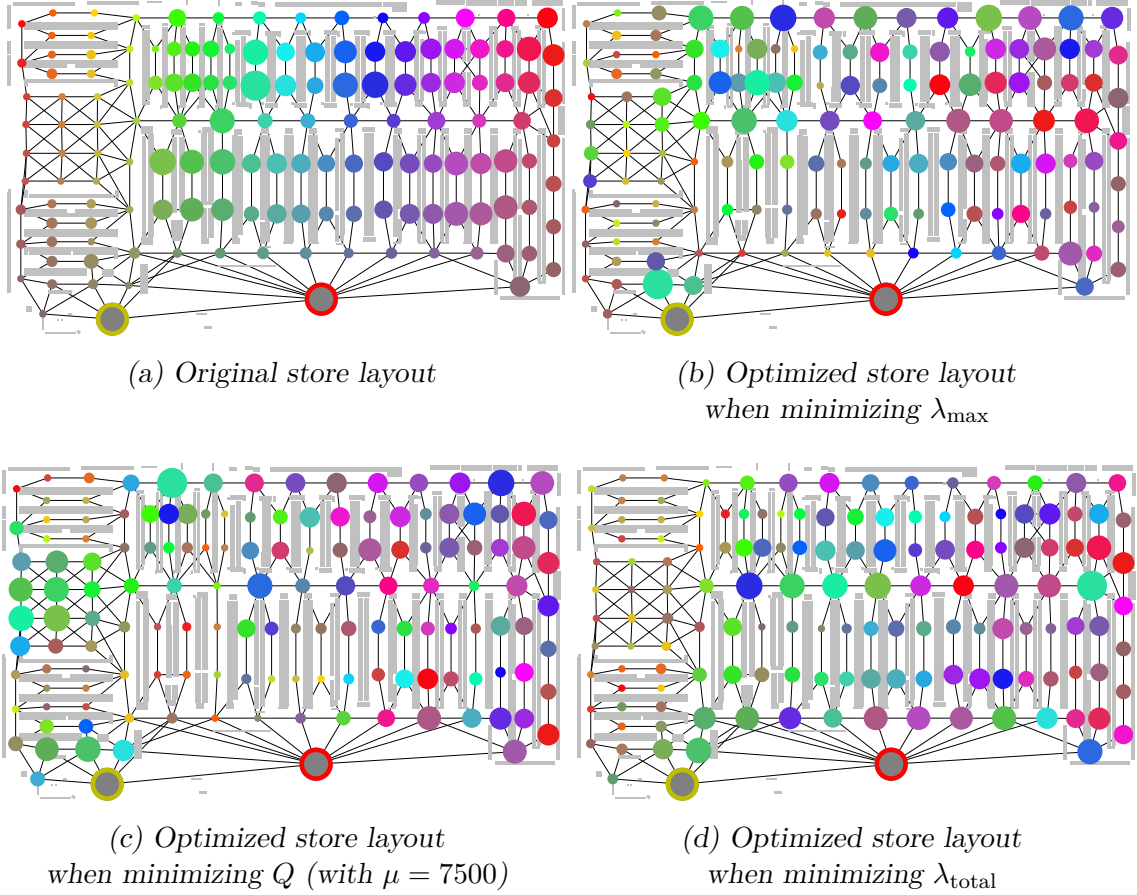 (a) Original store layout
(b) Optimized store layout
when minimizing λmax
(c) Optimized store layout
when minimizing Q (with μ = 7500)
(d) Optimized store layout
when minimizing λtotal